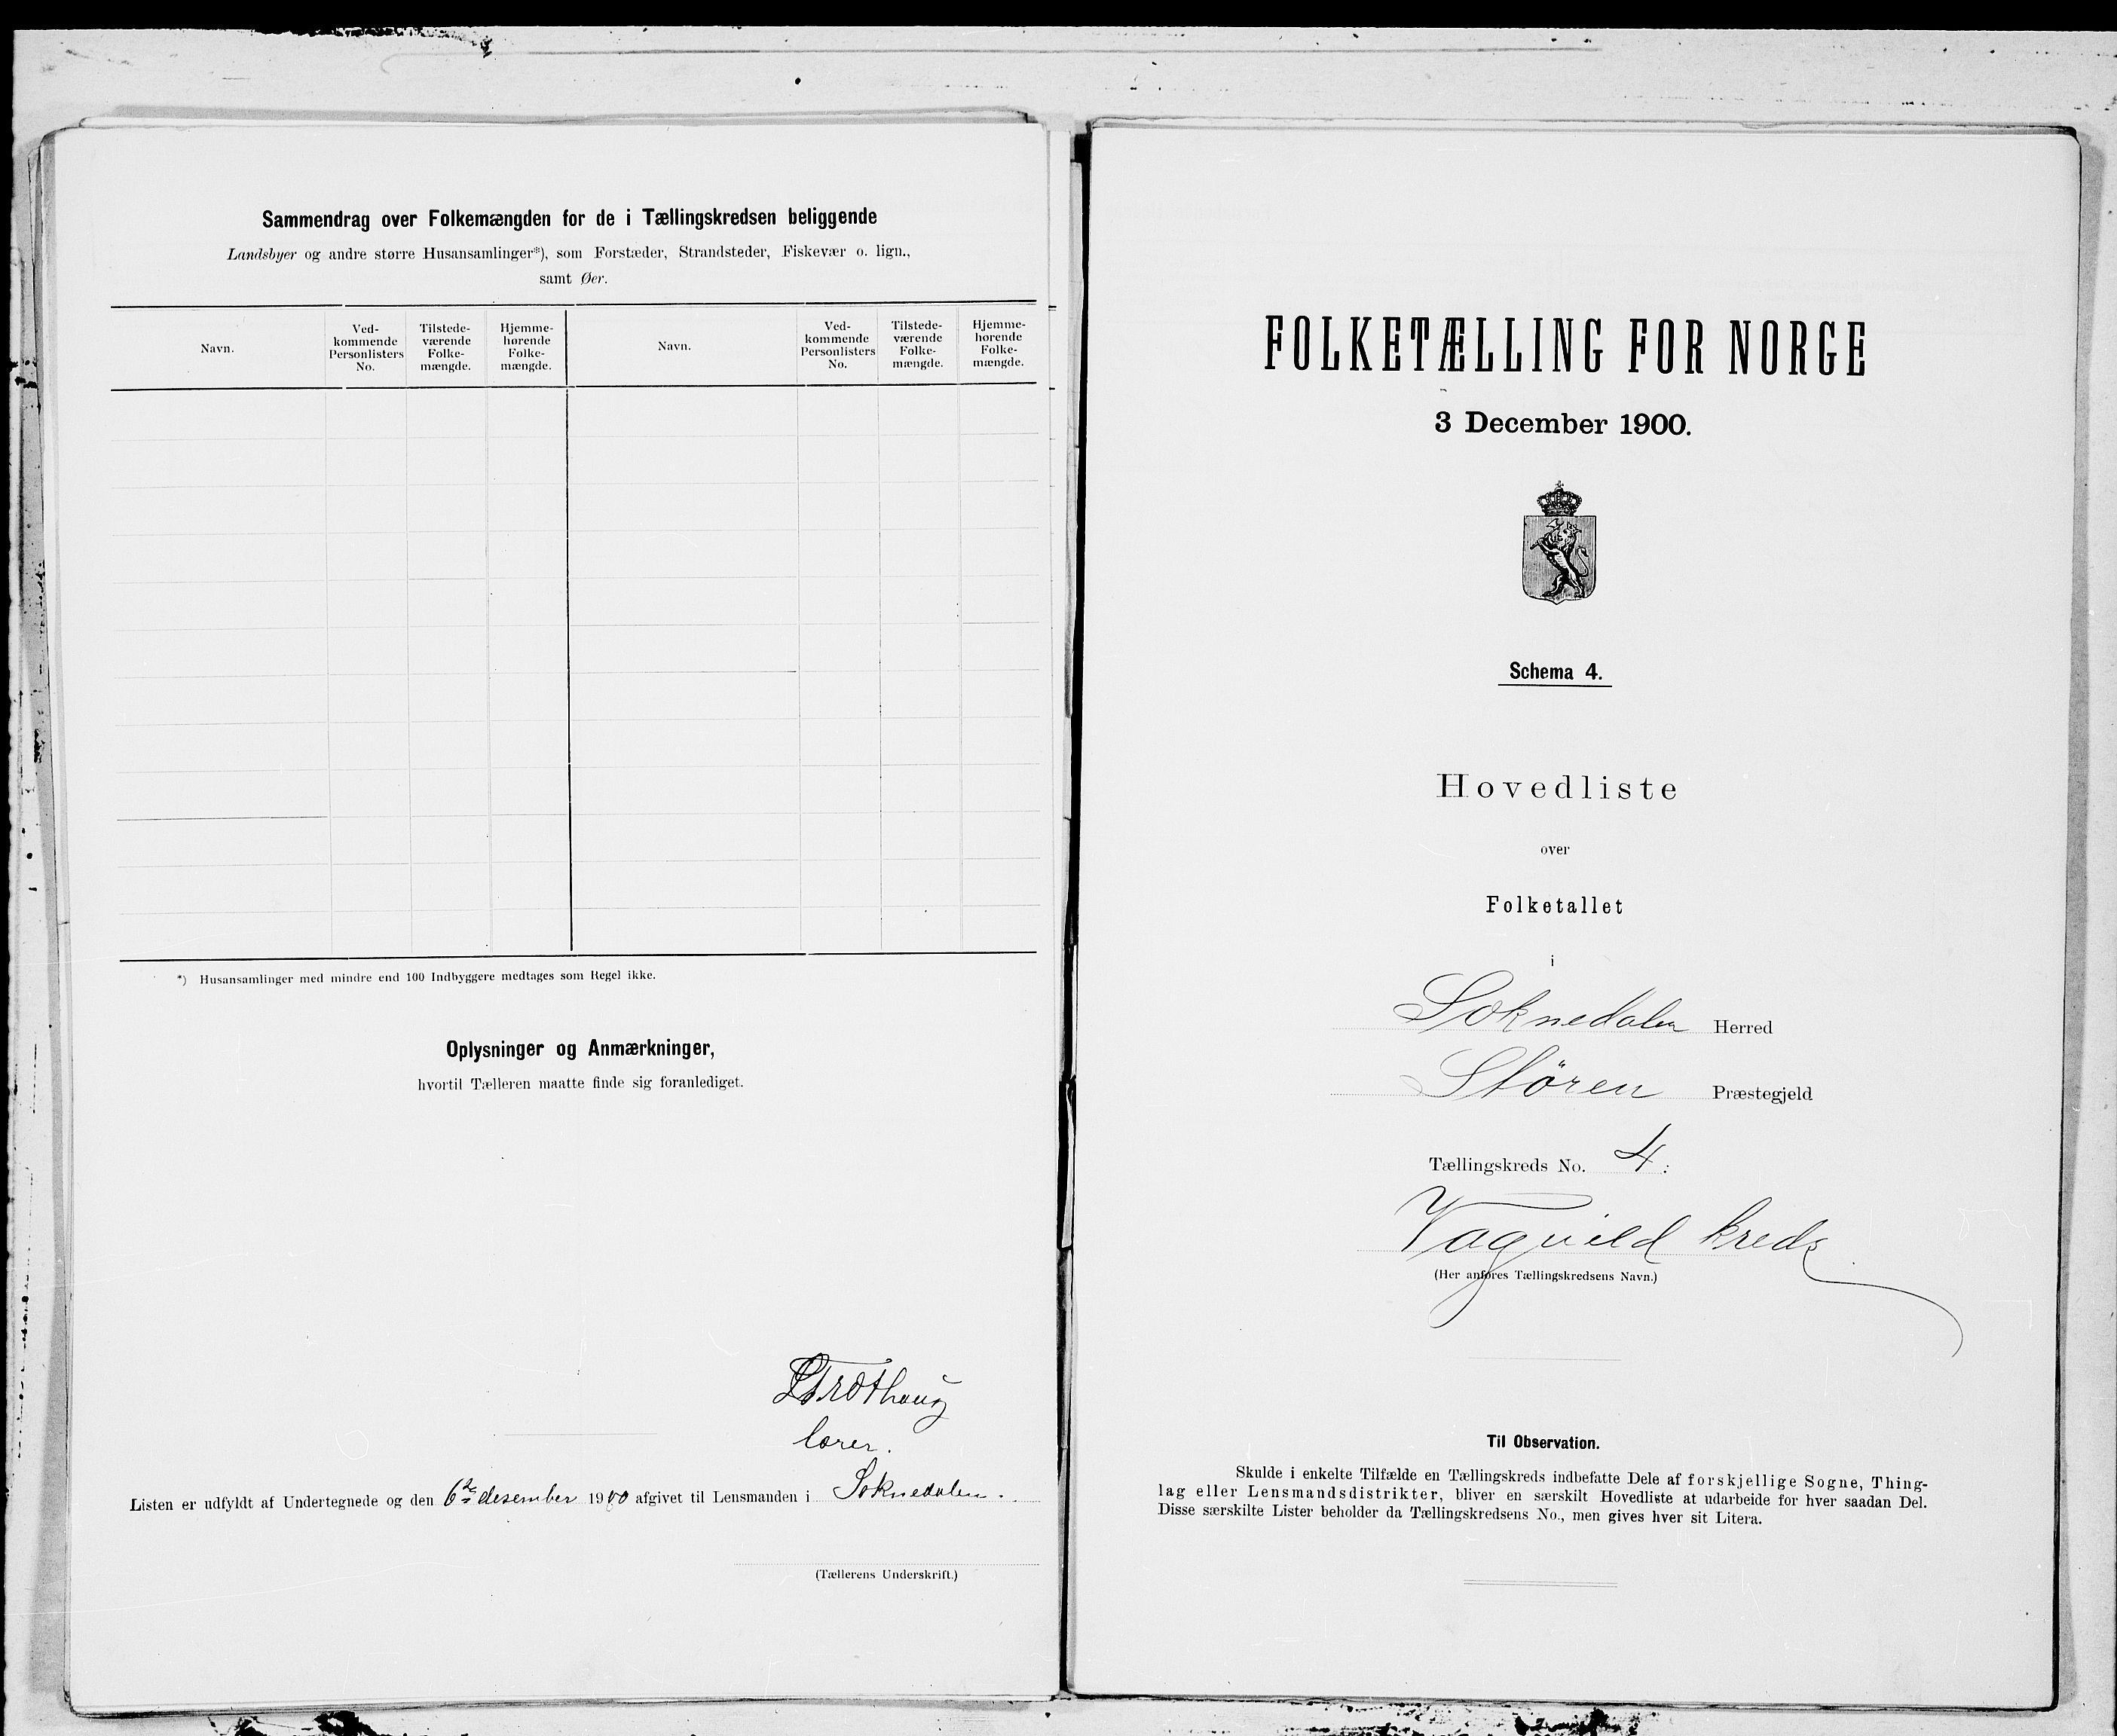 Sammendrag over Folkemængden for de i Tællingskredsen beliggende
Landsbyer og andre større Husansamlinger*), som Forstæder, Strandsteder, Fiskevær o. lign.,
samt Øer.
Navn.
Ved-
kommende
Personlisters
No.
Tilstede-
værende
Folke-
mængde.
Hjemme-
hørende
Folke-
mængde.
Navn.
Ved-
kommende
Personlisters
No.
Tilstede-
værende
Folke-
mængde.
Hjemme-
hørende
Folke-
mængde.
*) Husansamlinger med mindre end 100 Indbyggere medtages som Regel ikke.
Oplysninger og Anmærkninger,
hvortil Tælleren maatte finde sig foranlediget.
lærer.
Listen er udfyldt af Undertegnede og den 6te desember 1900 afgivet til Lensmanden i Soknedalen.
(Tællerens Underskrift.)
FOLKETÆLLING FOR NORGE
3 December 1900.
Schema 4.
Hovedliste
over
Folketallet
i
Soknedalen Herred
Støren Præstegjeld
Tællingskreds No. 4:
Vagnild kreds
(Her anføres Tællingskredsens Navn.)
Til Observation.
Skulde i enkelte Tilfælde en Tællingskreds indbefatte Dele af forskjellige Sogne, Thing-
lag eller Lensmandsdistrikter, bliver en særskilt Hovedliste at udarbeide for hver saadan Del.
Disse særskilte Lister beholder da Tællingskredsens No., men gives hver sit Litera.